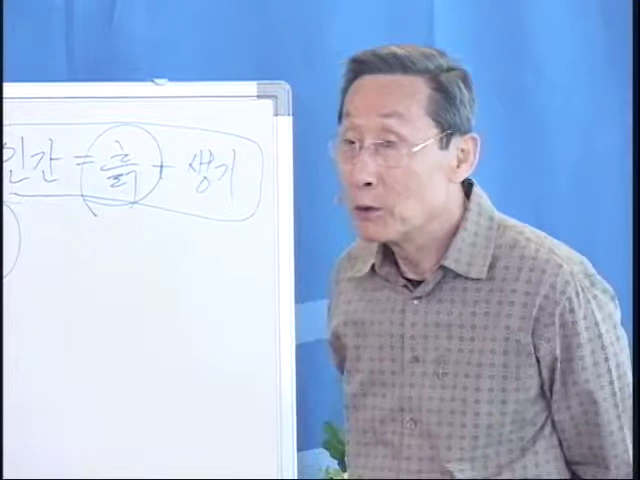 인간 = 흙 + 생기